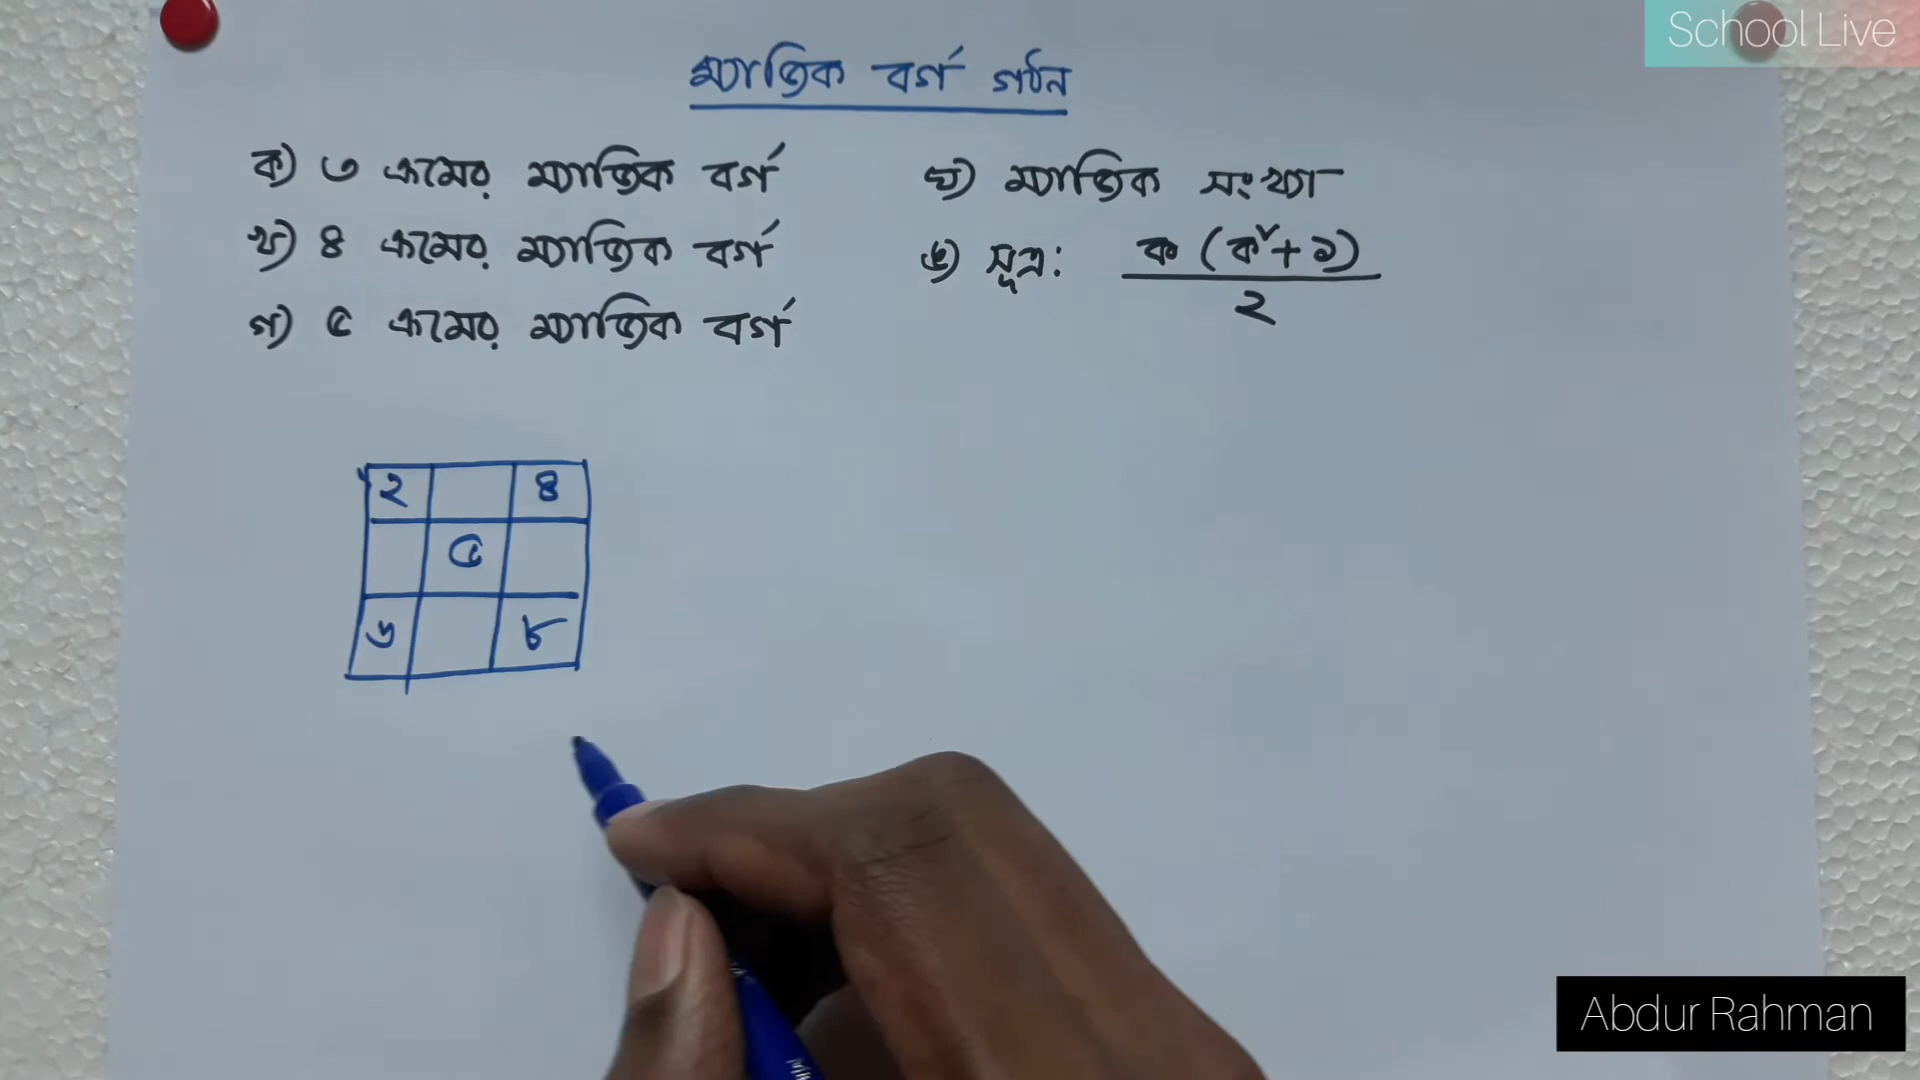 School Live
ম্যাজিক বর্গ গঠন
ক) ৩ ক্রমের ম্যাজিক বর্গ
খ) ৪ ক্রমের ম্যাজিক বর্গ
গ) ৫ ক্রমের ম্যাজিক বর্গ
ঘ) ম্যাজিক সংখ্যা
ঙ) সূত্র: ক (ক²+১)
২
২ ৪
৫
৬ ৮
Abdur Rahman